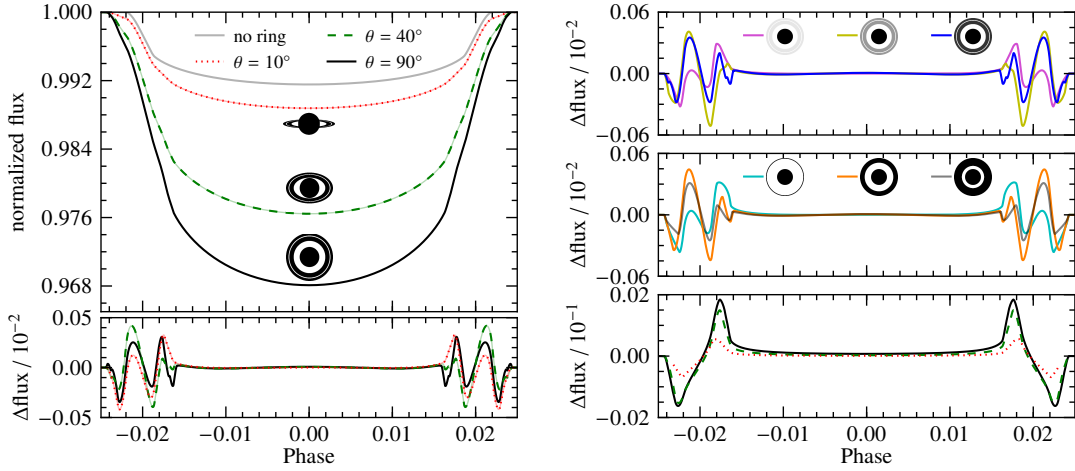 1.000
0.992
0.984
0.976
0.968
normalized flux
no ring
θ = 10°
θ = 40°
θ = 90°
0.05
0.00
−0.05
Δflux / 10⁻²
−0.02 −0.01 0.00 0.01 0.02
Phase
0.06
0.00
−0.06
Δflux / 10⁻²
0.06
0.00
−0.06
Δflux / 10⁻²
0.02
0.00
−0.02
Δflux / 10⁻¹
−0.02 −0.01 0.00 0.01 0.02
Phase